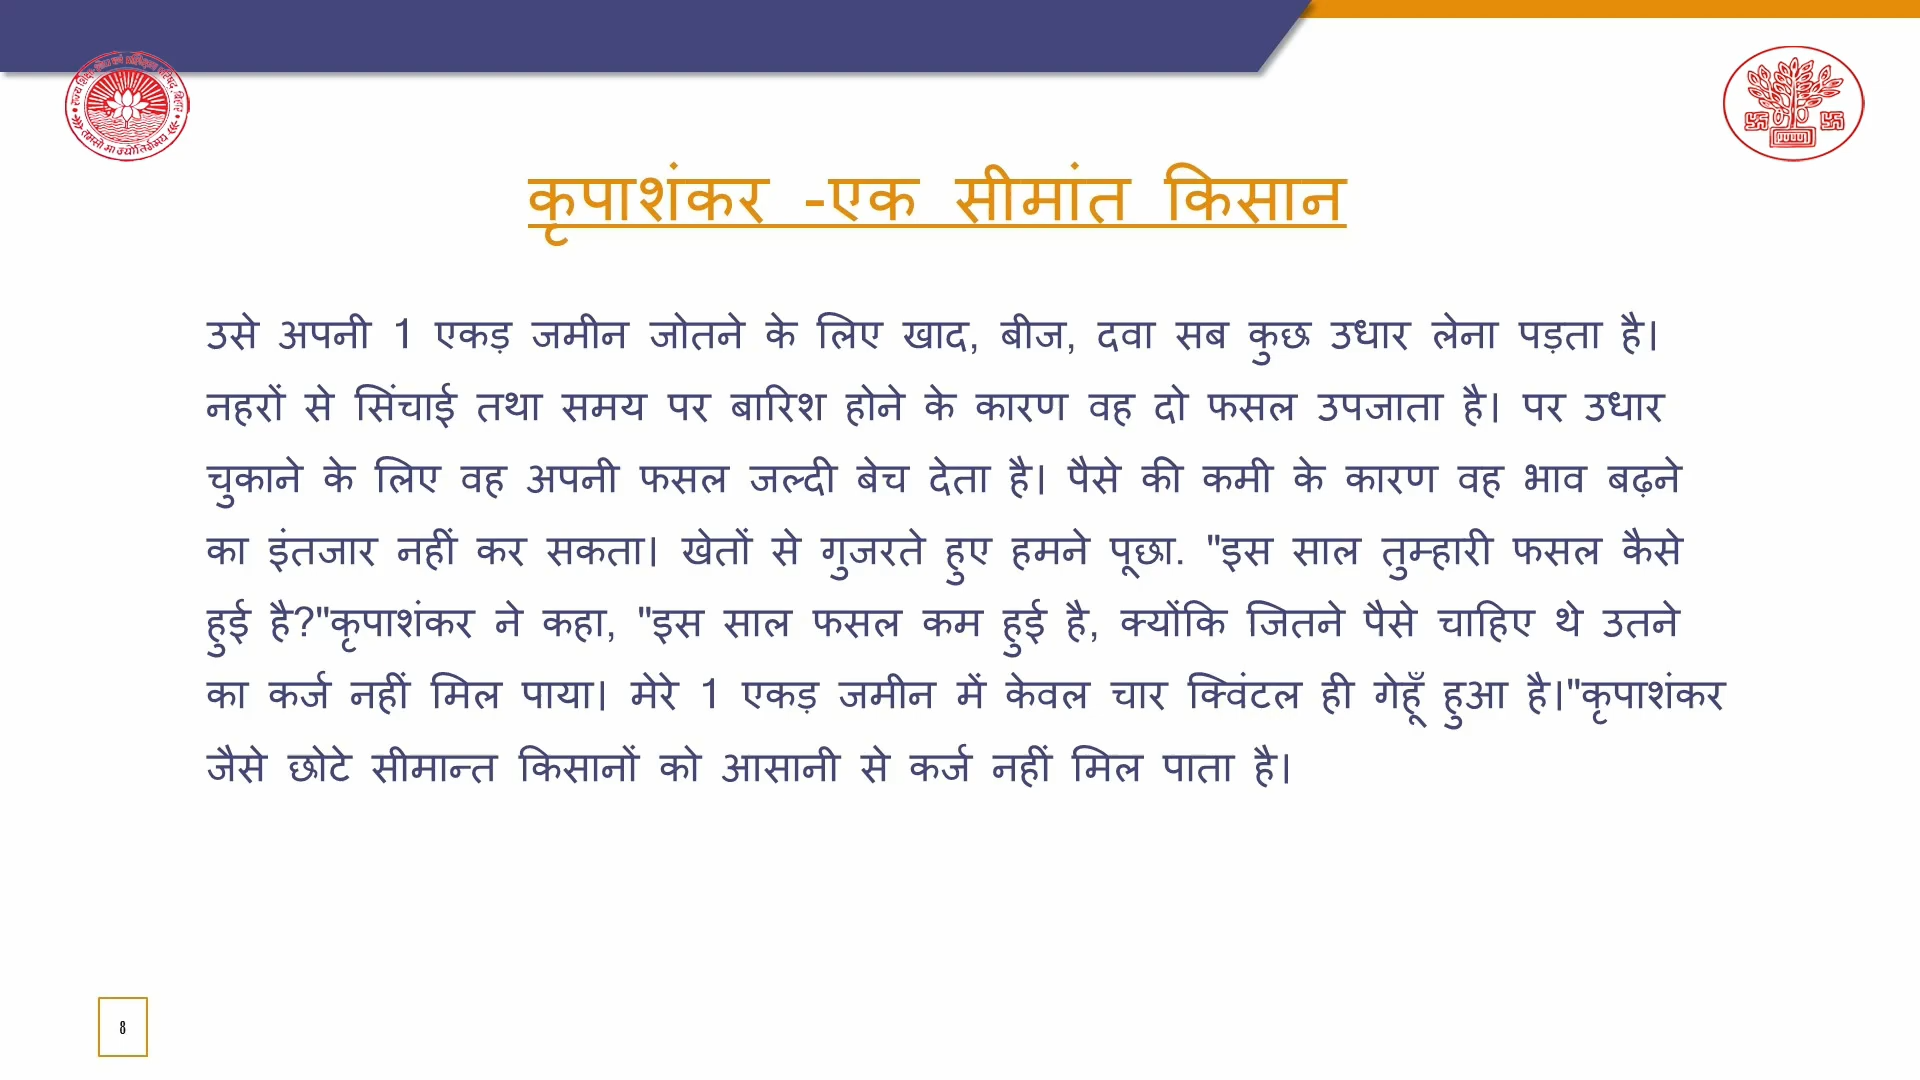 कृपाशंकर -एक सीमांत किसान
उसे अपनी 1 एकड़ जमीन जोतने के लिए खाद, बीज, दवा सब कुछ उधार लेना पड़ता है।
नहरों से सिंचाई तथा समय पर बारिश होने के कारण वह दो फसल उपजाता है। पर उधार
चुकाने के लिए वह अपनी फसल जल्दी बेच देता है। पैसे की कमी के कारण वह भाव बढ़ने
का इंतजार नहीं कर सकता। खेतों से गुजरते हुए हमने पूछा. "इस साल तुम्हारी फसल कैसे
हुई है?"कृपाशंकर ने कहा, "इस साल फसल कम हुई है, क्योंकि जितने पैसे चाहिए थे उतने
का कर्ज नहीं मिल पाया। मेरे 1 एकड़ जमीन में केवल चार क्विंटल ही गेहूँ हुआ है।"कृपाशंकर
जैसे छोटे सीमान्त किसानों को आसानी से कर्ज नहीं मिल पाता है।
8